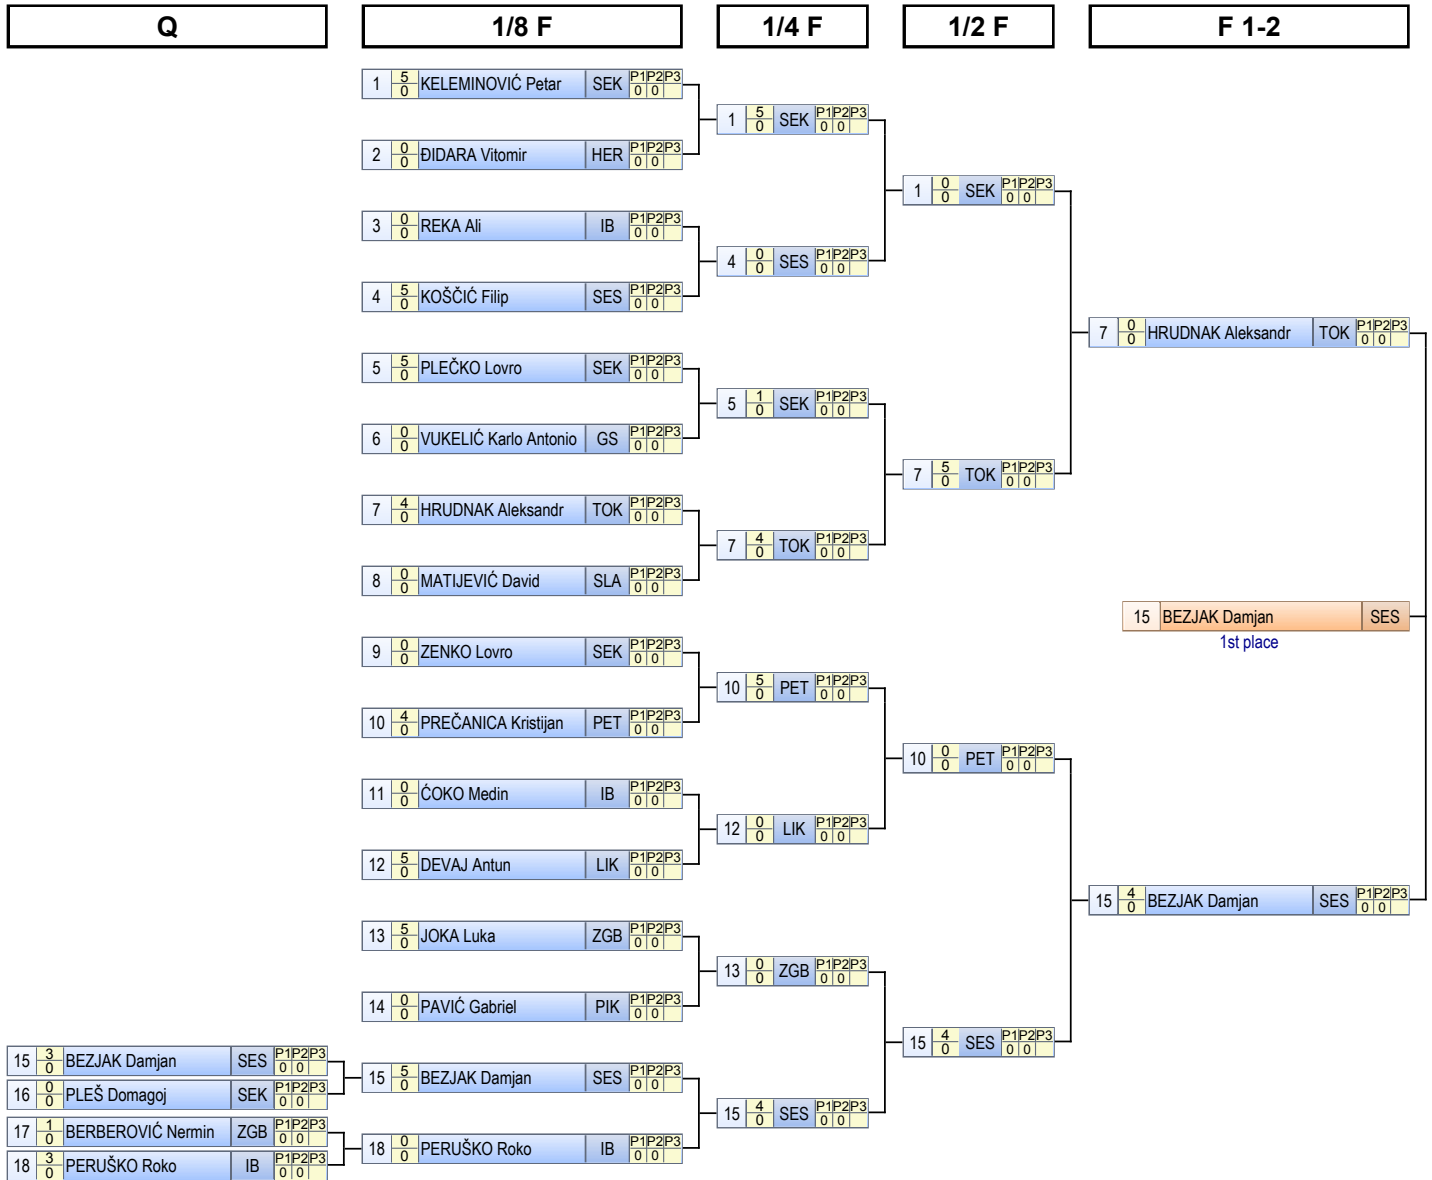 Q 1/8 F 1/4 F 1/2 F F 1-2
1 5 0 KELEMINOVIĆ Petar SEK P1 P2 P3 0 0
1 5 0 SEK P1 P2 P3 0 0
2 0 0 ĐIDARA Vitomir HER P1 P2 P3 0 0
1 0 0 SEK P1 P2 P3 0 0
3 0 0 REKA Ali IB P1 P2 P3 0 0
4 0 0 SES P1 P2 P3 0 0
4 5 0 KOŠČIĆ Filip SES P1 P2 P3 0 0
7 0 0 HRUDNAK Aleksandr TOK P1 P2 P3 0 0
5 5 0 PLEČKO Lovro SEK P1 P2 P3 0 0
5 1 0 SEK P1 P2 P3 0 0
6 0 0 VUKELIĆ Karlo Antonio GS P1 P2 P3 0 0
7 5 0 TOK P1 P2 P3 0 0
7 4 0 HRUDNAK Aleksandr TOK P1 P2 P3 0 0
7 4 0 TOK P1 P2 P3 0 0
8 0 0 MATIJEVIĆ David SLA P1 P2 P3 0 0
15 BEZJAK Damjan SES
1st place
9 0 0 ZENKO Lovro SEK P1 P2 P3 0 0
10 5 0 PET P1 P2 P3 0 0
10 4 0 PREČANICA Kristijan PET P1 P2 P3 0 0
10 0 0 PET P1 P2 P3 0 0
11 0 0 ĆOKO Medin IB P1 P2 P3 0 0
12 0 0 LIK P1 P2 P3 0 0
12 5 0 DEVAJ Antun LIK P1 P2 P3 0 0
15 4 0 BEZJAK Damjan SES P1 P2 P3 0 0
13 5 0 JOKA Luka ZGB P1 P2 P3 0 0
13 0 0 ZGB P1 P2 P3 0 0
14 0 0 PAVIĆ Gabriel PIK P1 P2 P3 0 0
15 4 0 SES P1 P2 P3 0 0
15 3 0 BEZJAK Damjan SES P1 P2 P3 0 0
15 5 0 BEZJAK Damjan SES P1 P2 P3 0 0
16 0 0 PLEŠ Domagoj SEK P1 P2 P3 0 0
15 4 0 SES P1 P2 P3 0 0
17 1 0 BERBEROVIĆ Nermin ZGB P1 P2 P3 0 0
18 0 0 PERUŠKO Roko IB P1 P2 P3 0 0
18 3 0 PERUŠKO Roko IB P1 P2 P3 0 0